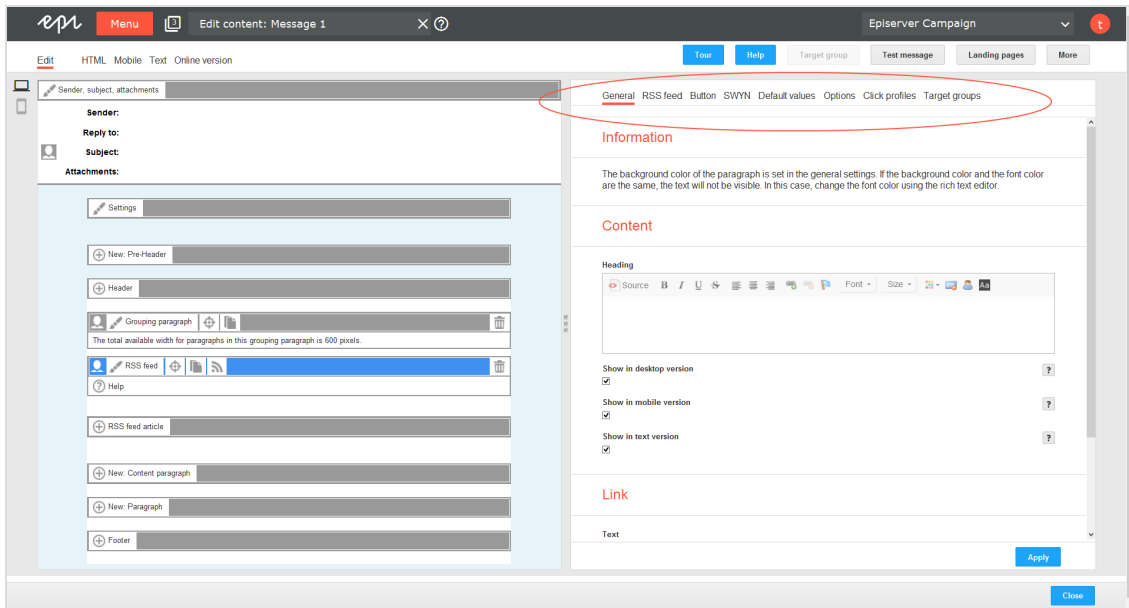 epi Menu 3 Edit content: Message 1 Episerver Campaign t
Edit HTML Mobile Text Online version Tour Help Target group Test message Landing pages More
Sender, subject, attachments
Sender:
Reply to:
Subject:
Attachments:
Settings
New: Pre-Header
Header
Grouping paragraph
The total available width for paragraphs in this grouping paragraph is 600 pixels.
RSS feed
Help
RSS feed article
New: Content paragraph
New: Paragraph
Footer
General RSS feed Button SWYN Default values Options Click profiles Target groups
Information
The background color of the paragraph is set in the general settings. If the background color and the font color
are the same, the text will not be visible. In this case, change the font color using the rich text editor.
Content
Heading
Source B I U S Font Size Aa
Show in desktop version ?
Show in mobile version ?
Show in text version ?
Link
Text
Apply
Close